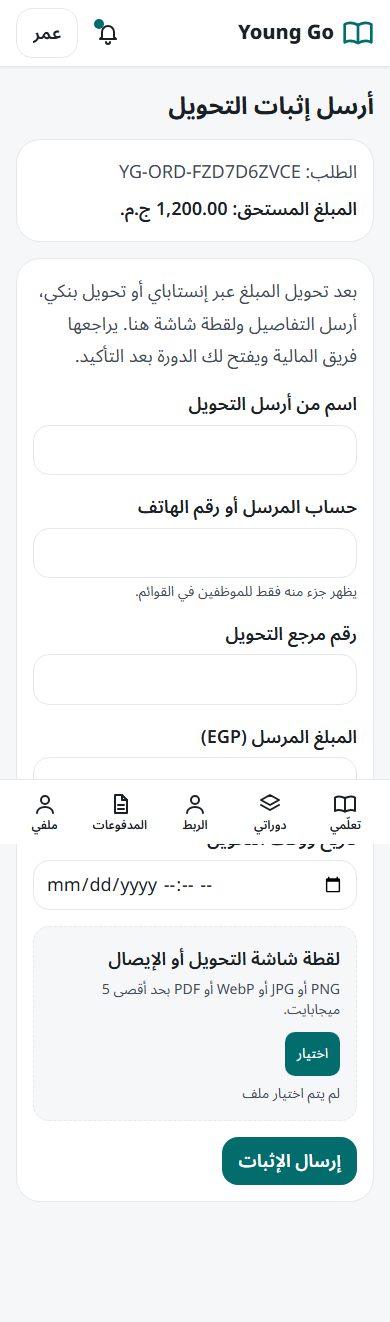 Young Go
عمر
أرسل إثبات التحويل
الطلب: YG-ORD-FZD7D6ZVCE
المبلغ المستحق: 1,200.00 ج.م.
بعد تحويل المبلغ عبر إنستاباي أو تحويل بنكي،
أرسل التفاصيل ولقطة شاشة هنا. يراجعها
فريق المالية ويفتح لك الدورة بعد التأكيد.
اسم من أرسل التحويل
حساب المرسل أو رقم الهاتف
يظهر جزء منه فقط للموظفين في القوائم.
رقم مرجع التحويل
المبلغ المرسل (EGP)
تعلّمي
دوراتي
الربط
المدفوعات
ملفي
mm/dd/yyyy --:-- --
لقطة شاشة التحويل أو الإيصال
PNG أو JPG أو WebP أو PDF بحد أقصى 5
ميجابايت.
اختيار
لم يتم اختيار ملف
إرسال الإثبات